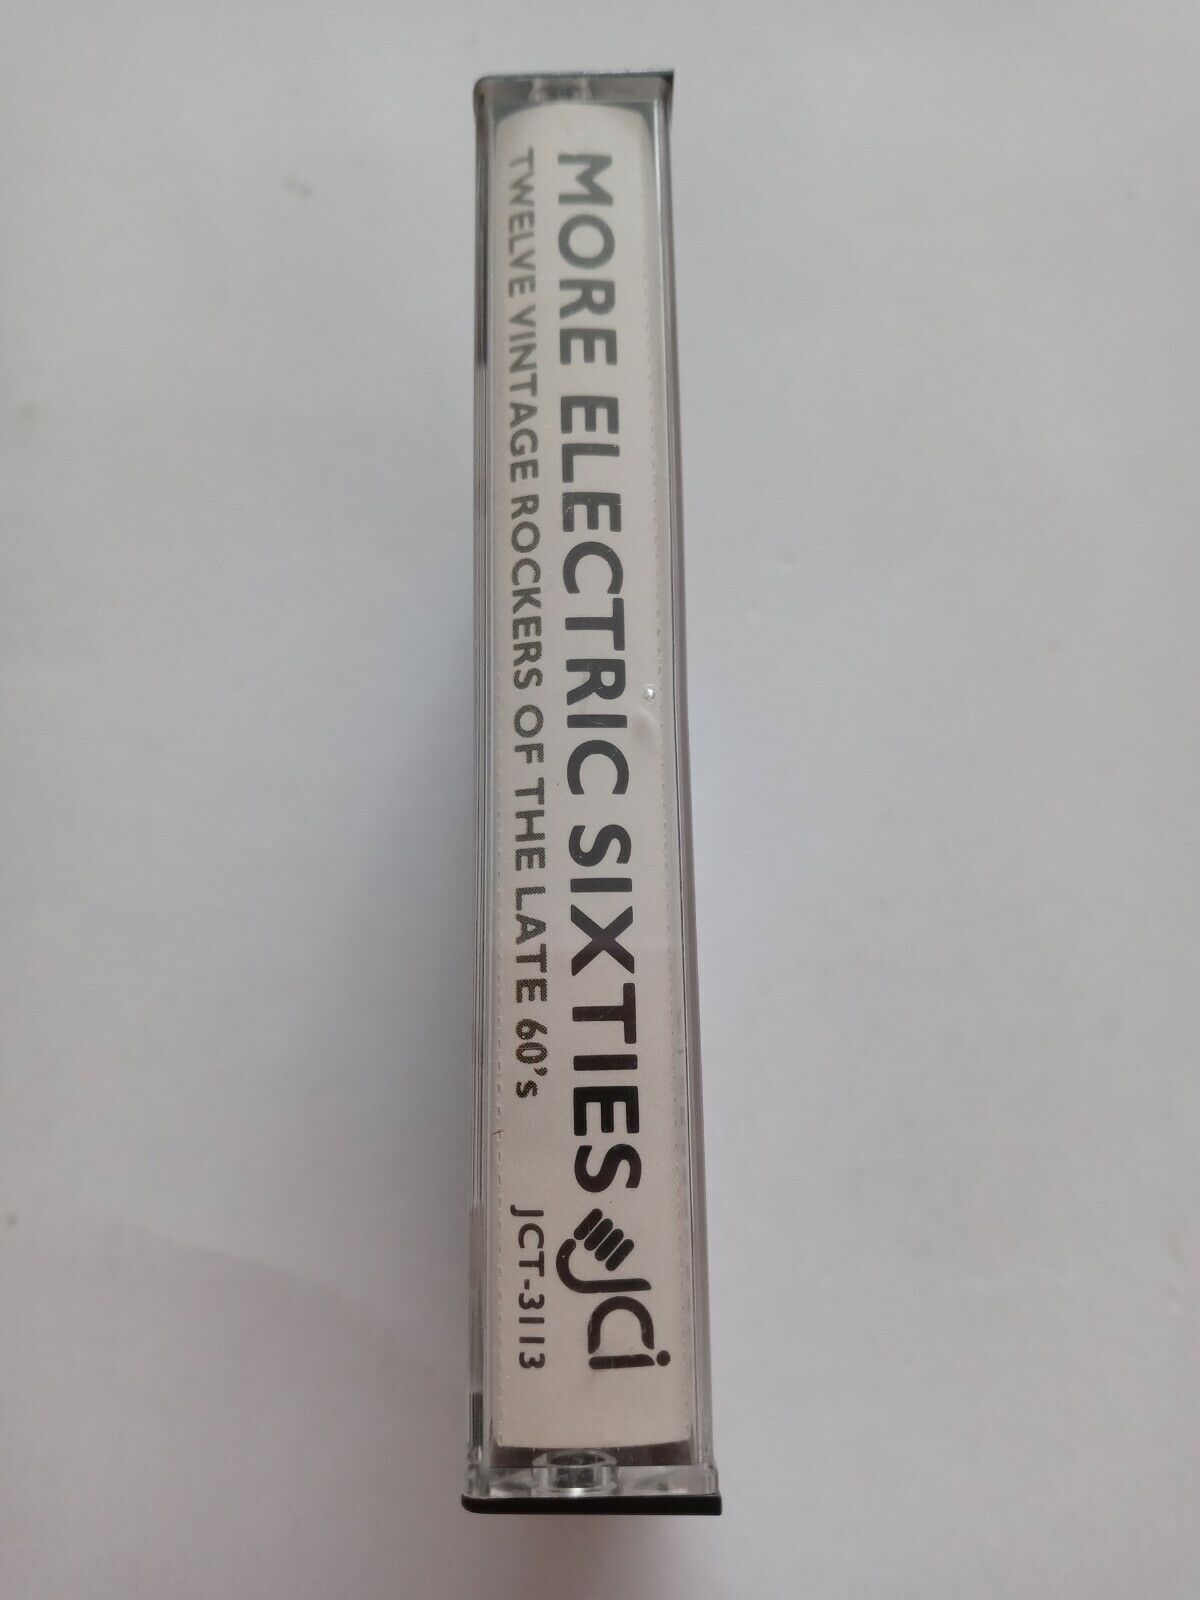 MORE ELECTRIC SIXTIES JCi
TWELVE VINTAGE ROCKERS OF THE LATE 60's JCT-3113